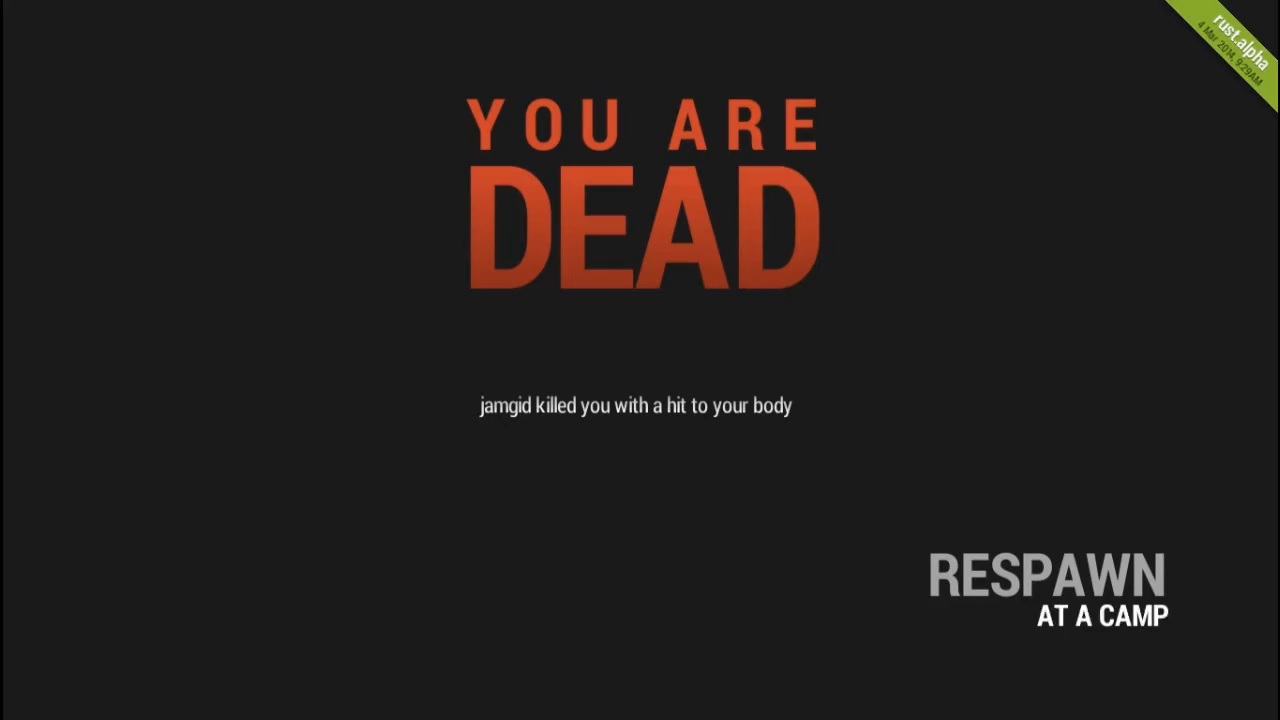 rust.alpha
4 Mar 2014, 9:29AM
YOU ARE
DEAD
jamgid killed you with a hit to your body
RESPAWN
AT A CAMP